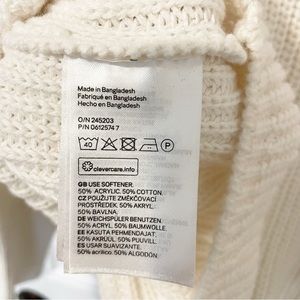 Made in Bangladesh
Fabriqué en Bangladesh
Hecho en Bangladesh
O/N 245203
P/N 0612574 7
40
P
clevercare.info
GB USE SOFTENER.
50% ACRYLIC. 50% COTTON.
CZ POUŽITE ZMĚKČOVACÍ
PROSTŘEDEK. 50% AKRYL.
50% BAVLNA.
DE WEICHSPÜLER BENUTZEN.
50% ACRYL. 50% BAUMWOLLE
EE KASUTA PEHMENDAJAT.
50% AKRÜÜL. 50% PUUVILL.
ES USAR SUAVIZANTE.
50% acrílico. 50% ALGODÓN.